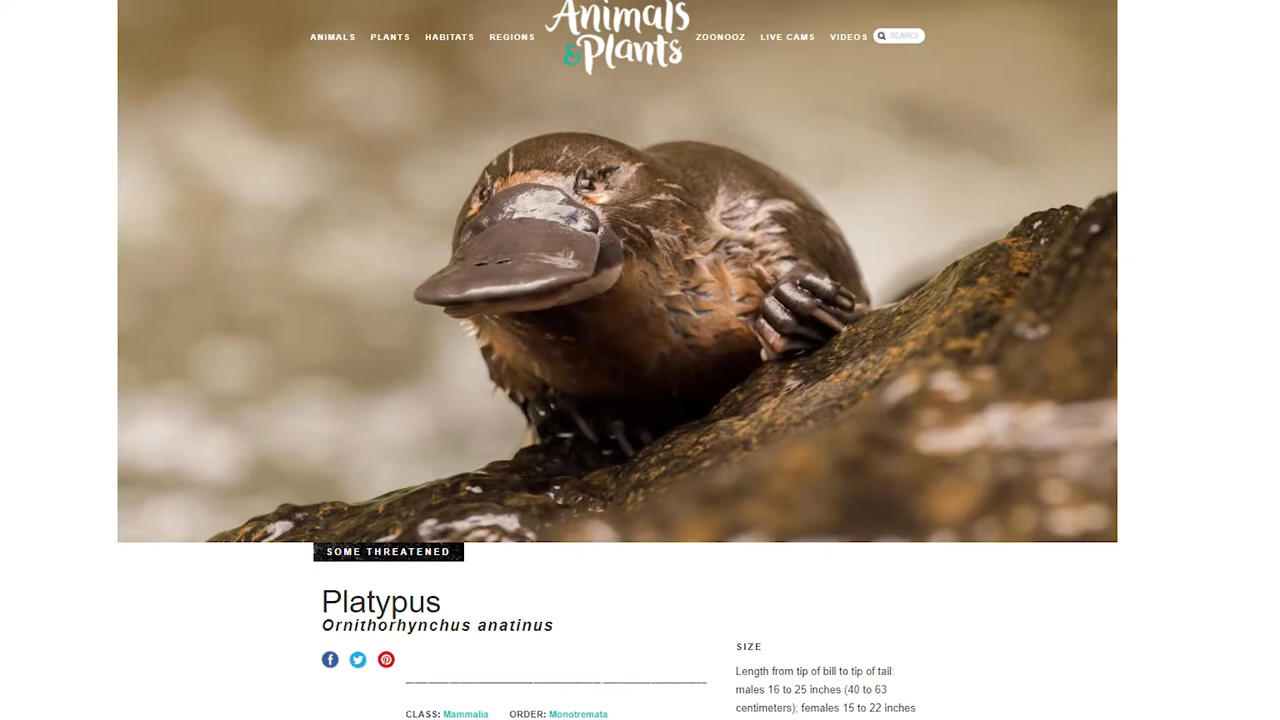 ANIMALS PLANTS HABITATS REGIONS
Animals
&Plants
ZOONOOZ LIVE CAMS VIDEOS SEARCH
SOME THREATENED
Platypus
Ornithorhynchus anatinus
SIZE
Length from tip of bill to tip of tail:
males 16 to 25 inches (40 to 63
centimeters); females 15 to 22 inches
CLASS: Mammalia ORDER: Monotremata